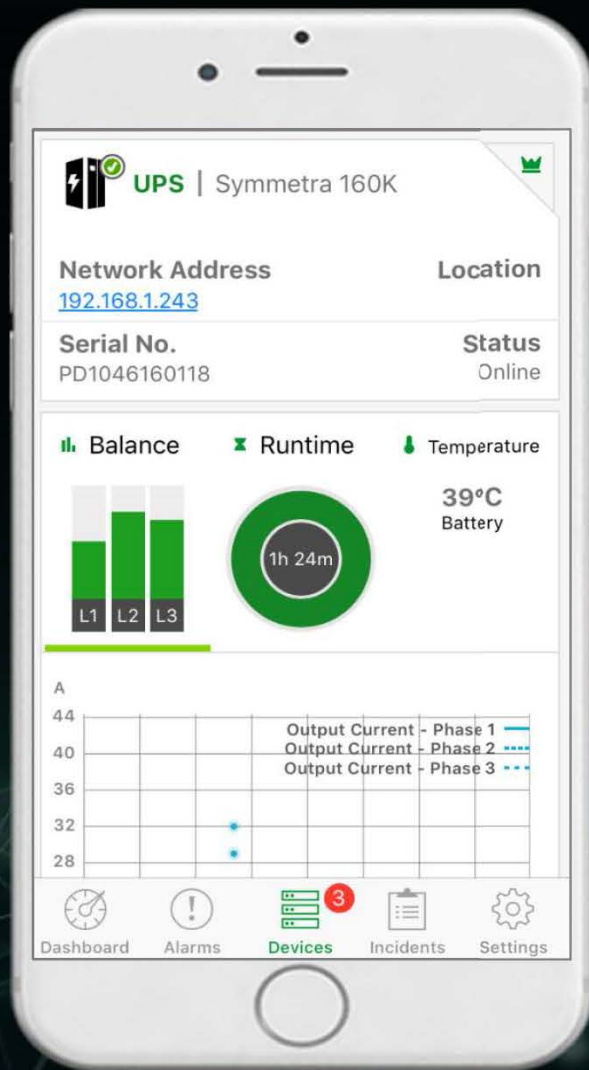 UPS | Symmetra 160K
Network Address Location
192.168.1.243
Serial No. Status
PD1046160118 Online
Balance Runtime Temperature
39°C
Battery
1h 24m
L1 L2 L3
A
44
Output Current - Phase 1
Output Current - Phase 2
40
Output Current - Phase 3
36
32
28
3
Dashboard Alarms Devices Incidents Settings